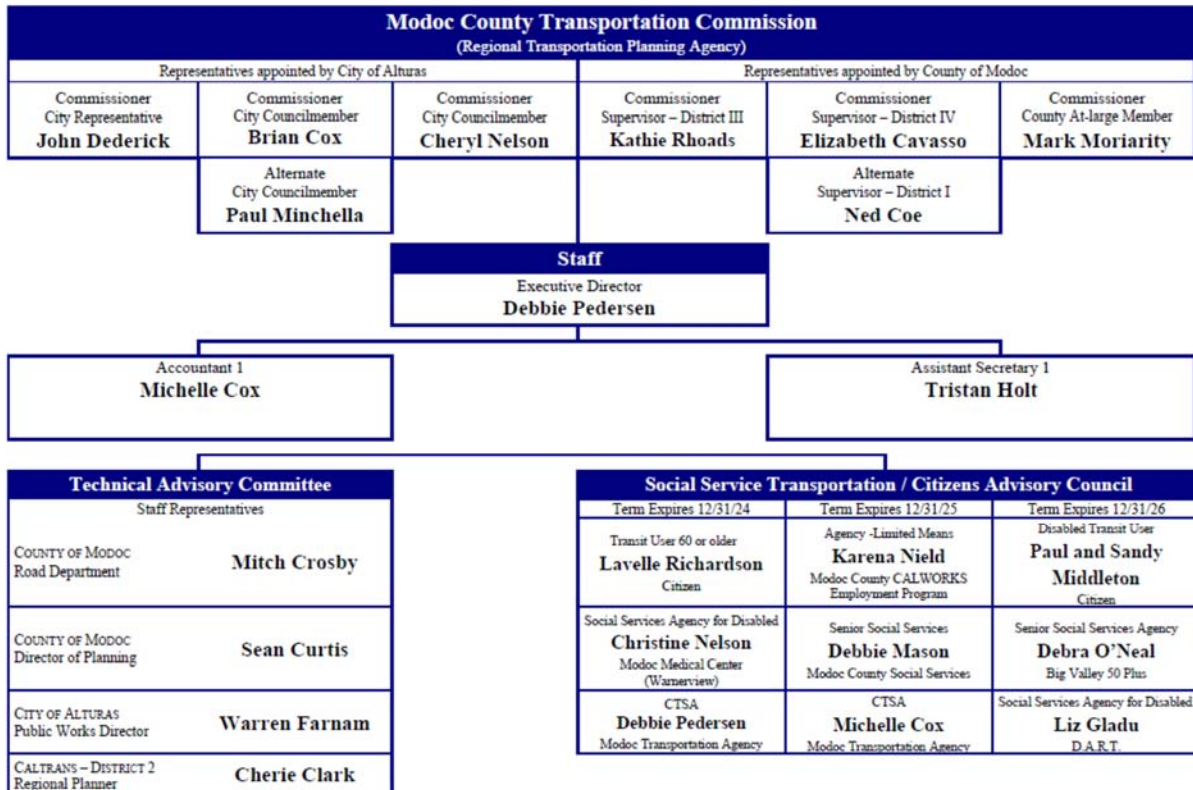 Modoc County Transportation Commission
(Regional Transportation Planning Agency)
Representatives appointed by City of Alturas
Representatives appointed by County of Modoc
Commissioner
City Representative
John Dederick
Commissioner
City Councilmember
Brian Cox
Commissioner
City Councilmember
Cheryl Nelson
Commissioner
Supervisor – District III
Kathie Rhoads
Commissioner
Supervisor – District IV
Elizabeth Cavasso
Commissioner
County At-large Member
Mark Moriarity
Alternate
City Councilmember
Paul Minchella
Alternate
Supervisor – District I
Ned Coe
Staff
Executive Director
Debbie Pedersen
Accountant 1
Michelle Cox
Assistant Secretary 1
Tristan Holt
Technical Advisory Committee
Staff Representatives
COUNTY OF MODOC
Road Department
Mitch Crosby
COUNTY OF MODOC
Director of Planning
Sean Curtis
CITY OF ALTURAS
Public Works Director
Warren Farnam
CALTRANS – DISTRICT 2
Regional Planner
Cherie Clark
Social Service Transportation / Citizens Advisory Council
Term Expires 12/31/24
Term Expires 12/31/25
Term Expires 12/31/26
Transit User 60 or older
Lavelle Richardson
Citizen
Agency -Limited Means
Karena Nield
Modoc County CALWORKS
Employment Program
Disabled Transit User
Paul and Sandy
Middleton
Citizen
Social Services Agency for Disabled
Christine Nelson
Modoc Medical Center
(Warnerview)
Senior Social Services
Debbie Mason
Modoc County Social Services
Senior Social Services Agency
Debra O'Neal
Big Valley 50 Plus
CTSA
Debbie Pedersen
Modoc Transportation Agency
CTSA
Michelle Cox
Modoc Transportation Agency
Social Services Agency for Disabled
Liz Gladu
D.A.R.T.